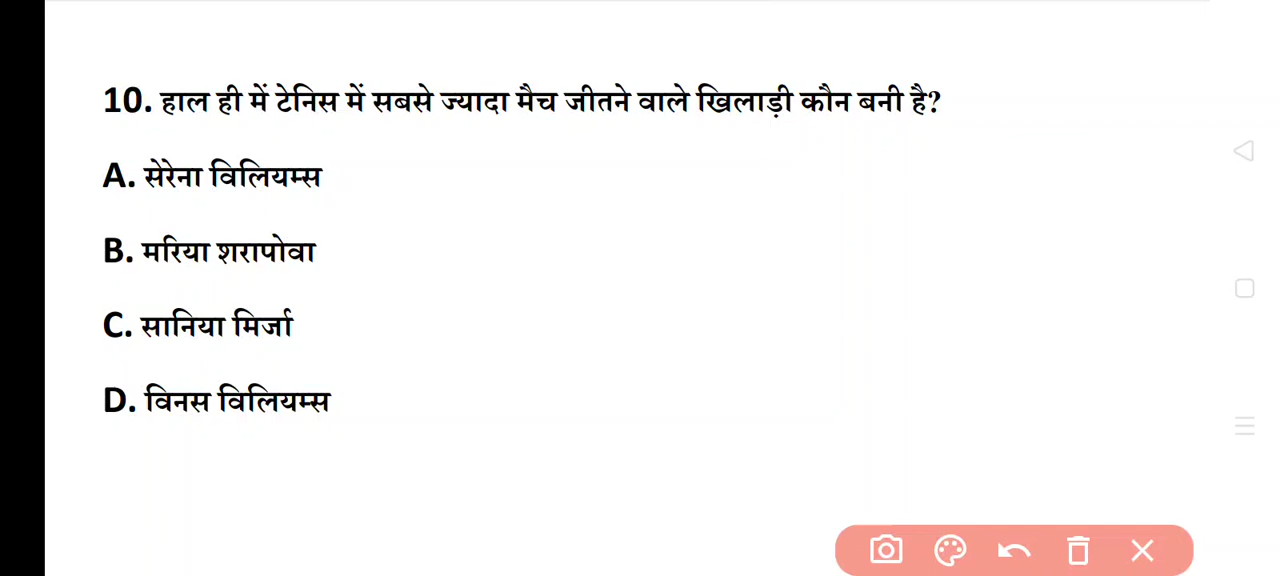 10. हाल ही में टेनिस में सबसे ज्यादा मैच जीतने वाले खिलाड़ी कौन बनी है?
A. सेरेना विलियम्स
B. मरिया शरापोवा
C. सानिया मिर्जा
D. विनस विलियम्स